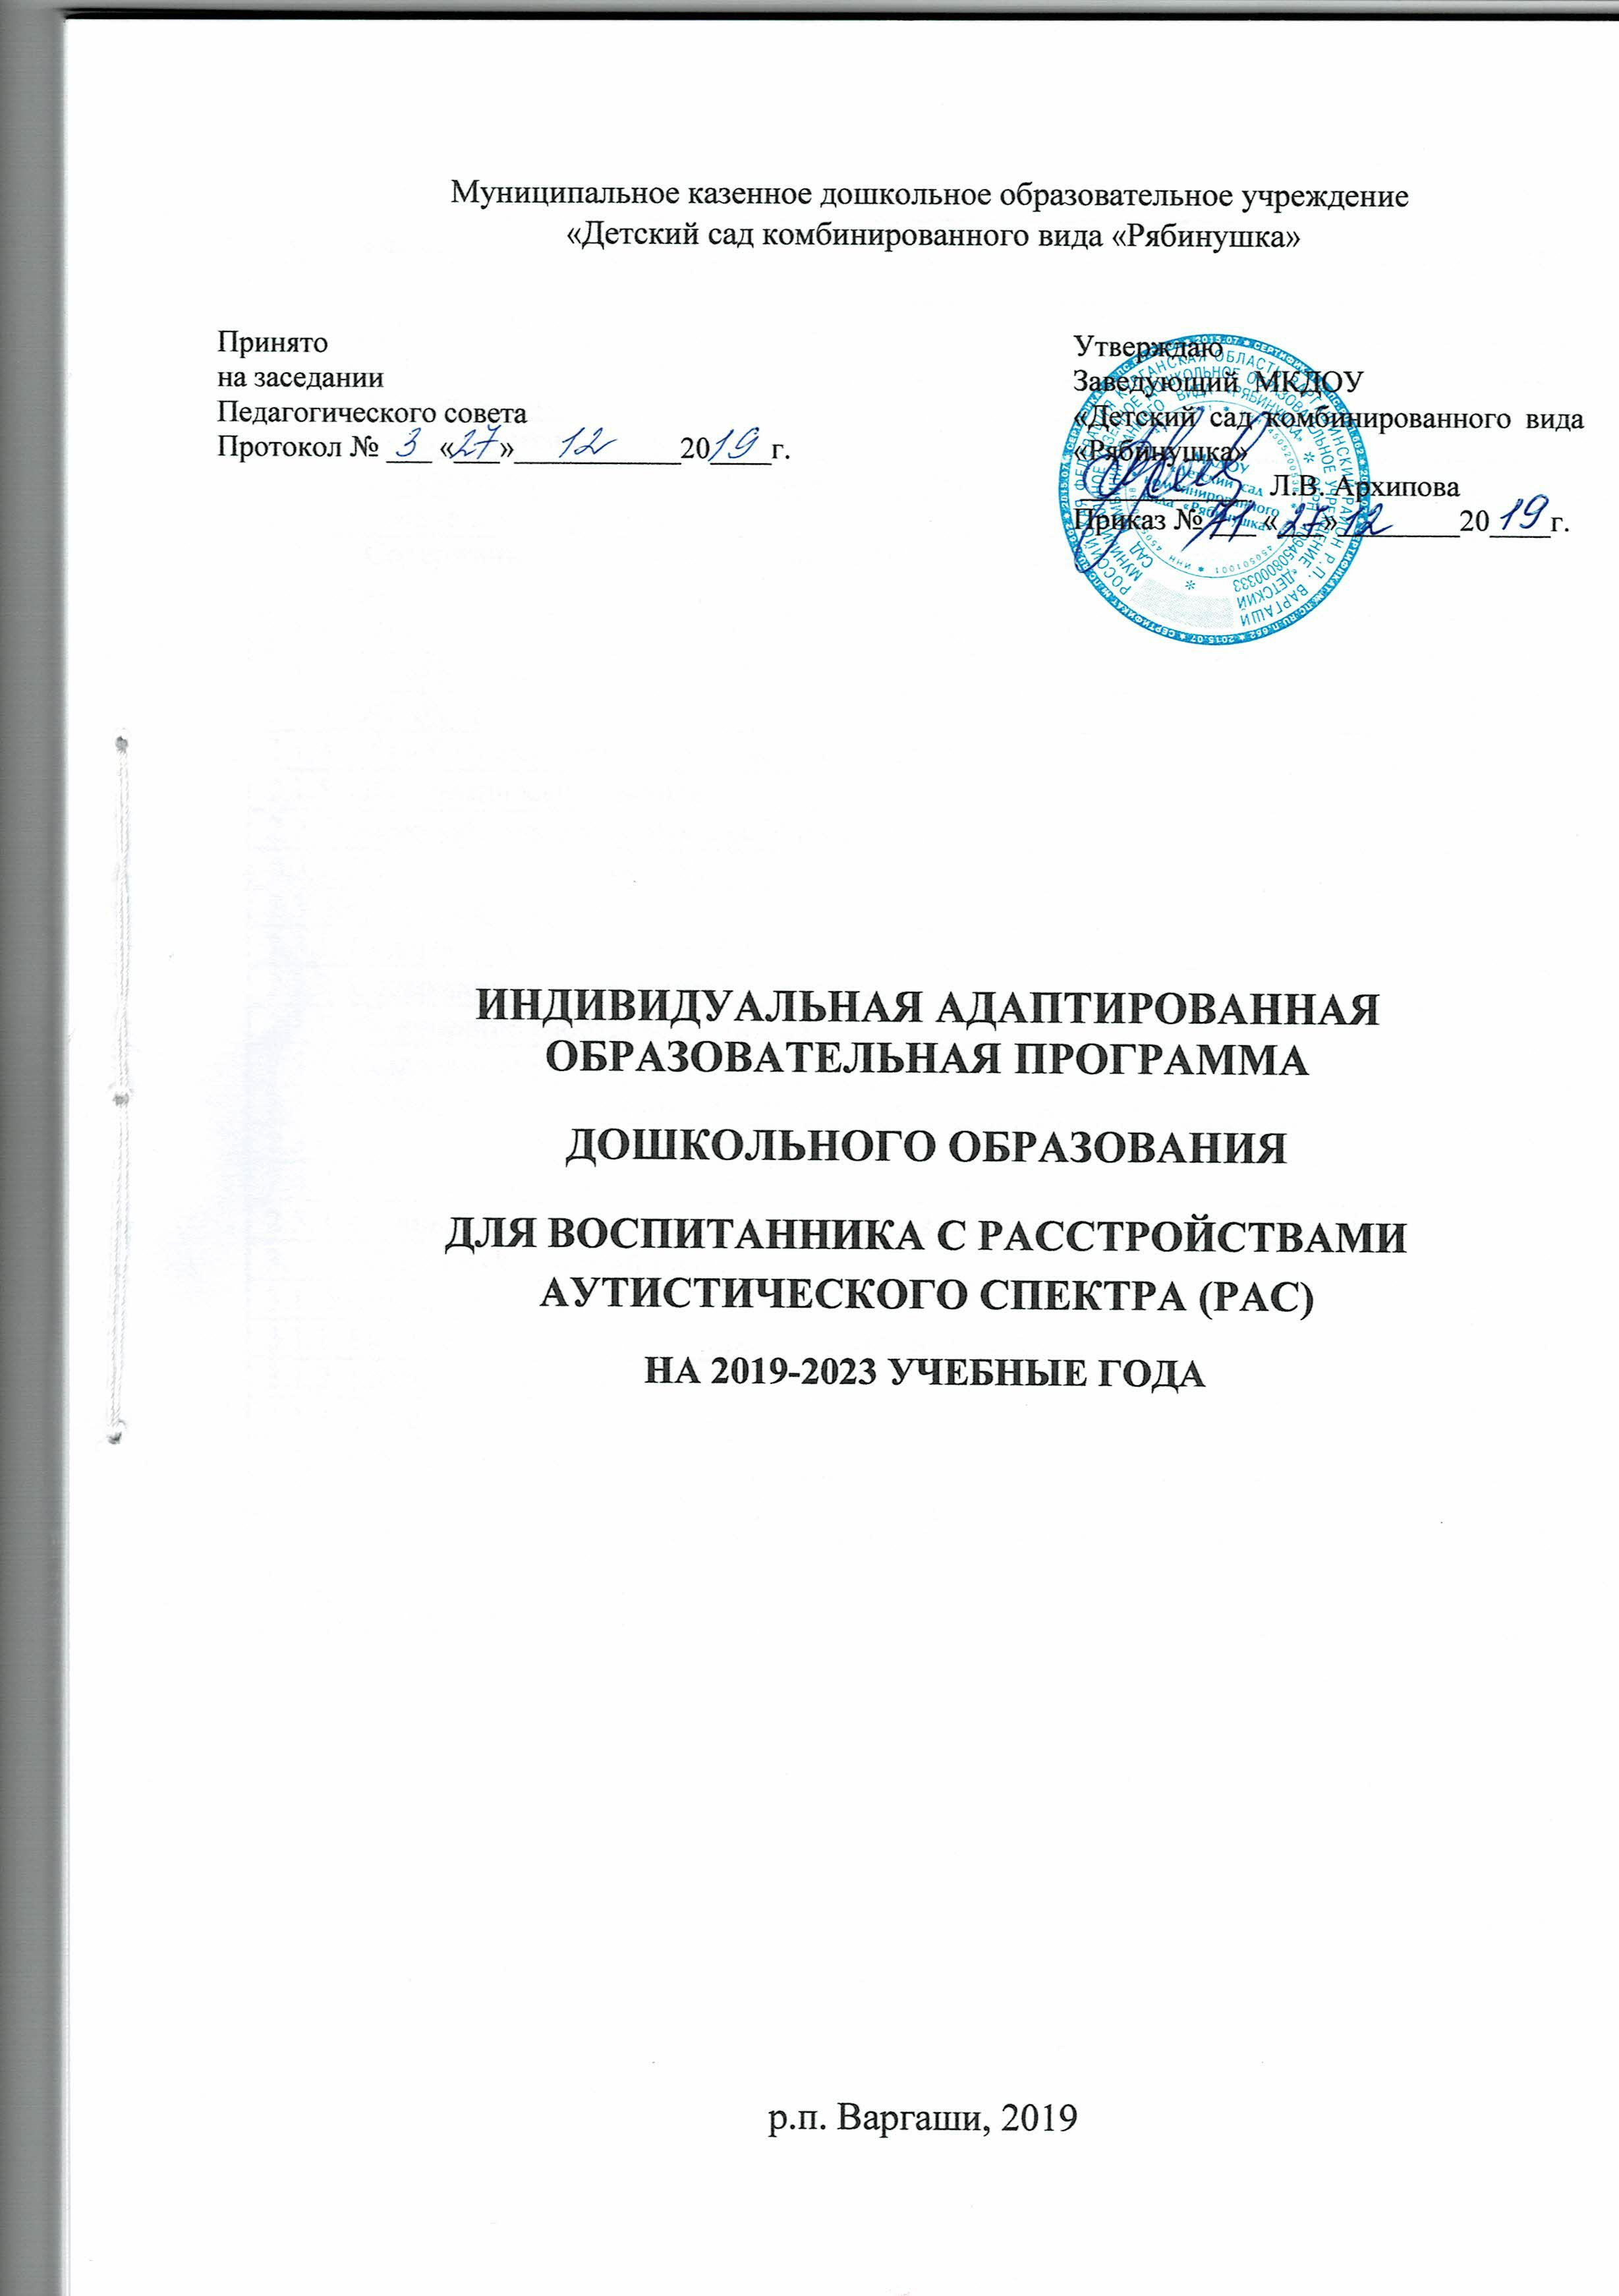 Муниципальное казенное дошкольное образовательное учреждение
«Детский сад комбинированного вида «Рябинушка»
Принято
на заседании
Педагогического совета
Протокол № 3 «27» 12 2019 г.
Утверждаю
Заведующий МКДОУ
«Детский сад комбинированного вида
«Рябинушка»
Л.В. Архипова
Приказ № 71 «27» 12 2019 г.
ИНДИВИДУАЛЬНАЯ АДАПТИРОВАННАЯ
ОБРАЗОВАТЕЛЬНАЯ ПРОГРАММА
ДОШКОЛЬНОГО ОБРАЗОВАНИЯ
ДЛЯ ВОСПИТАННИКА С РАССТРОЙСТВАМИ
АУТИСТИЧЕСКОГО СПЕКТРА (РАС)
НА 2019-2023 УЧЕБНЫЕ ГОДА
р.п. Варгаши, 2019